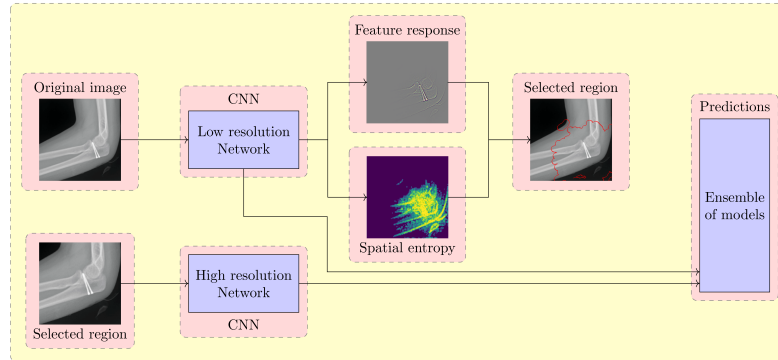 Original image
CNN
Low resolution
Network
Feature response
Spatial entropy
Selected region
Predictions
Ensemble
of models
Selected region
High resolution
Network
CNN